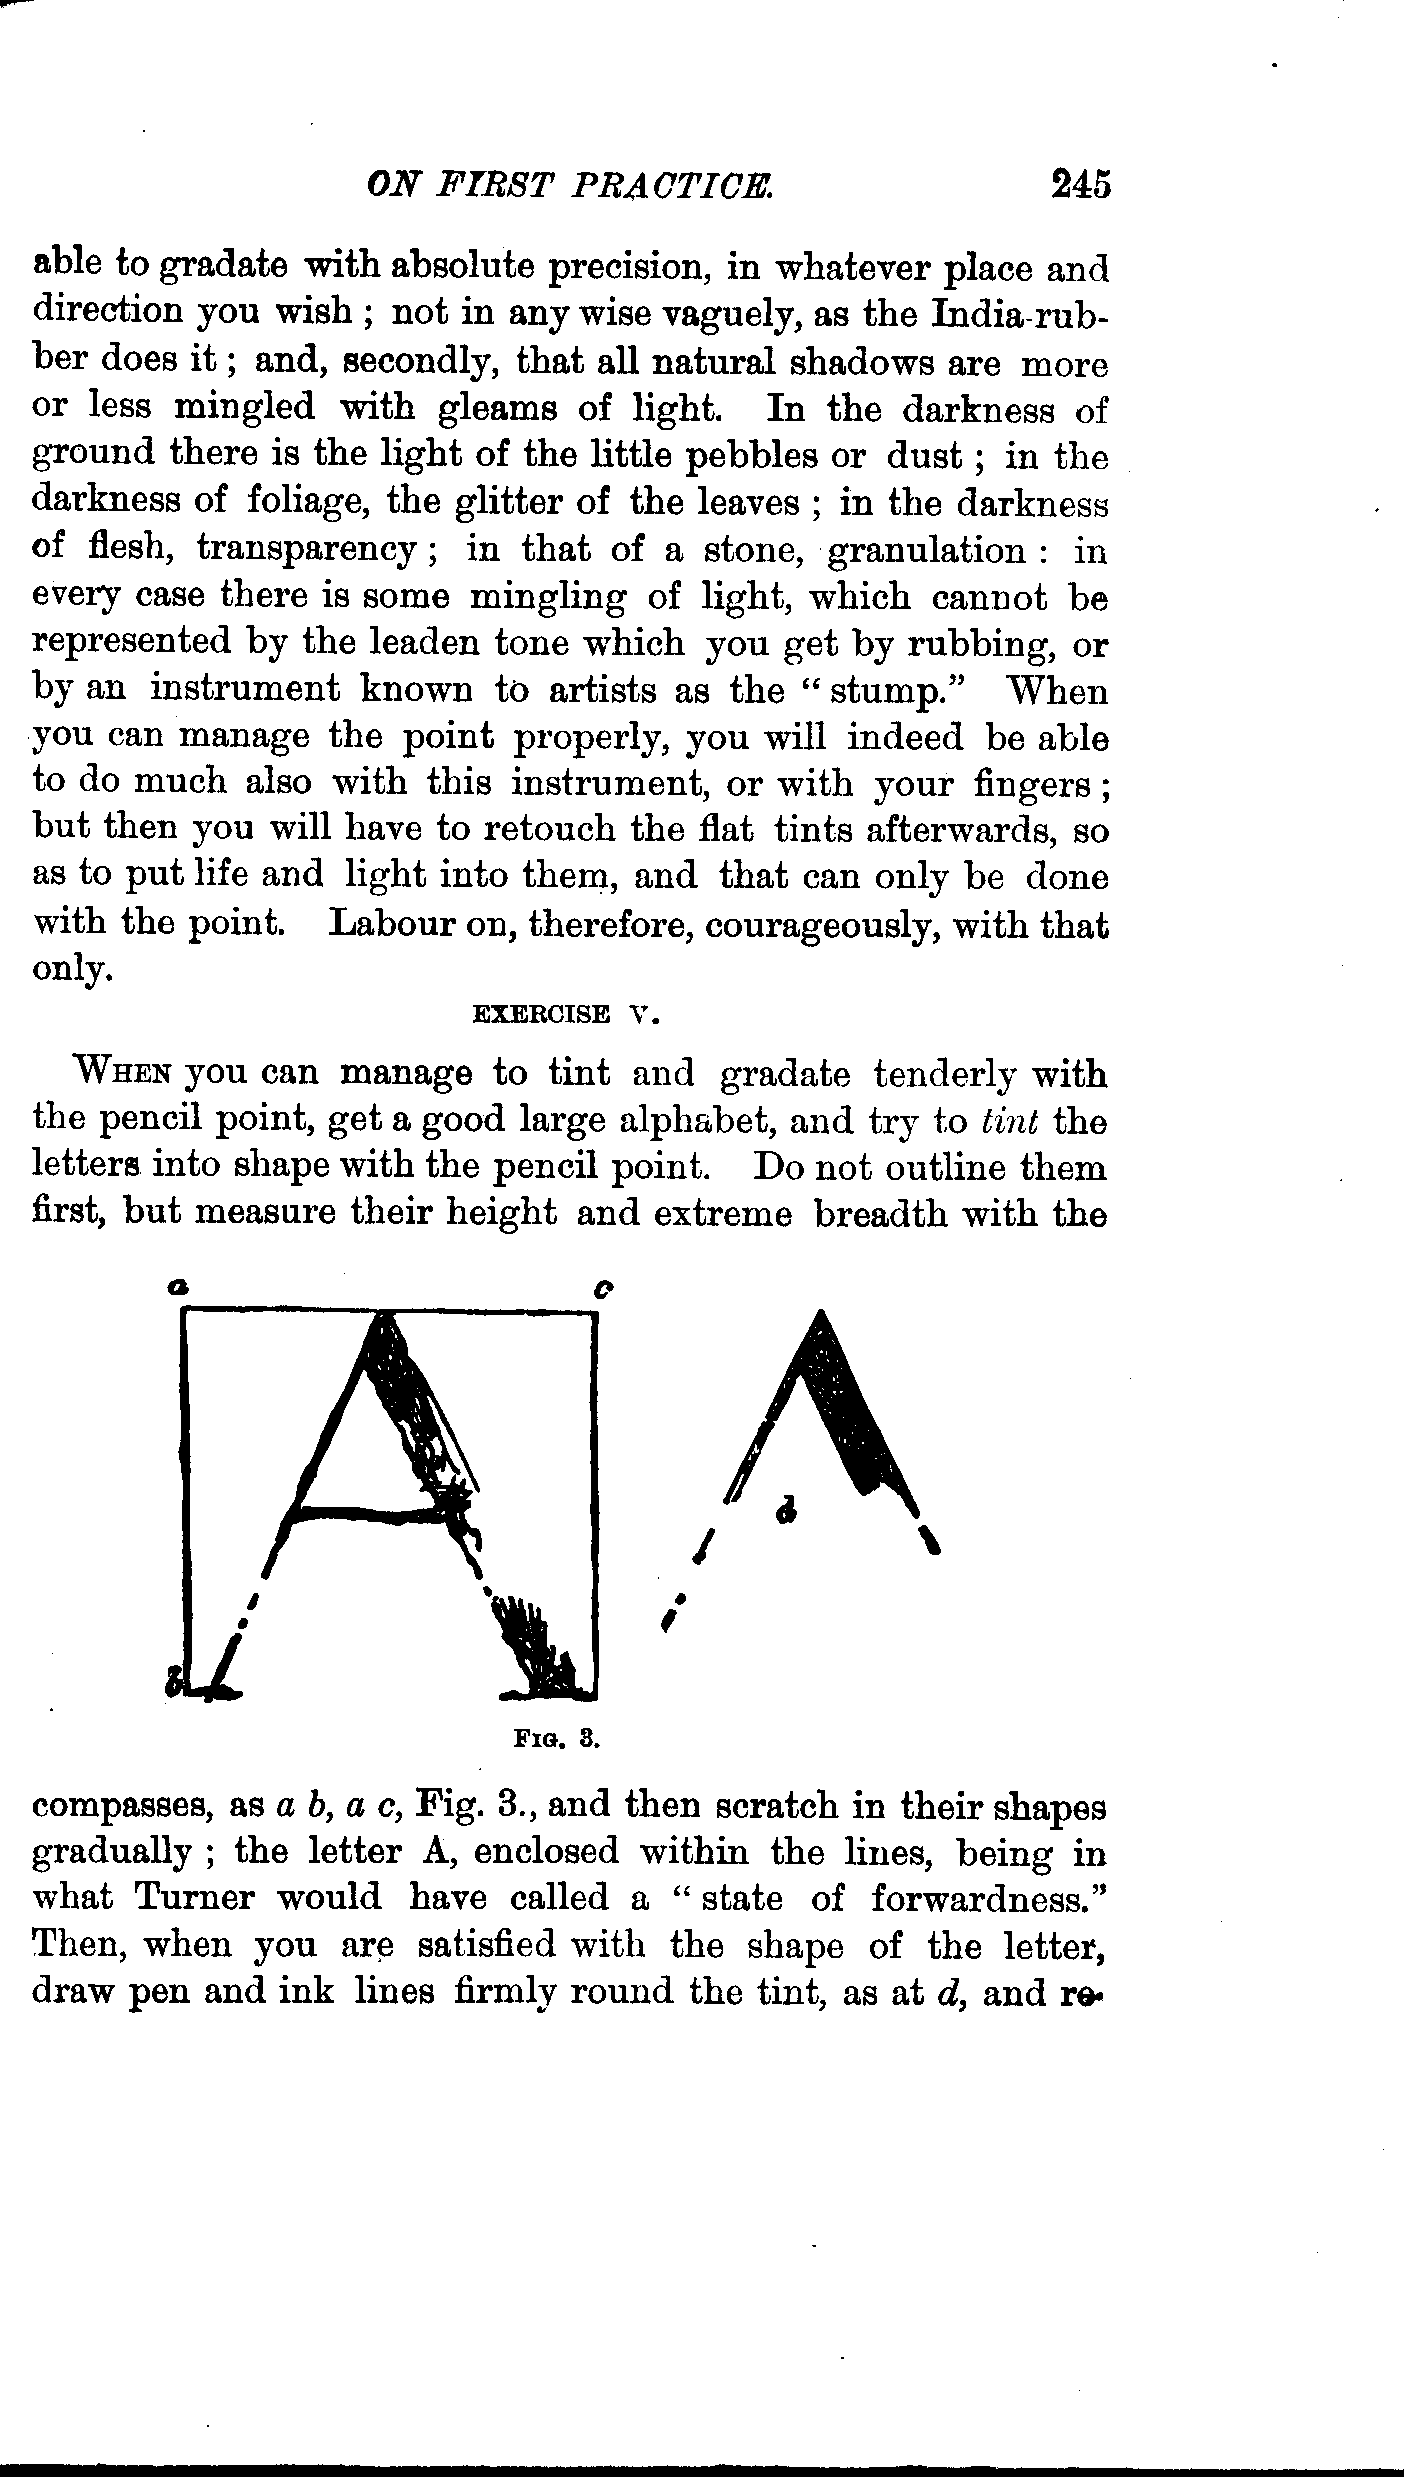 ON FIRST PRACTICE. 245
able to gradate with absolute precision, in whatever place and
direction you wish ; not in any wise vaguely, as the India-rub-
ber does it ; and, secondly, that all natural shadows are more
or less mingled with gleams of light. In the darkness of
ground there is the light of the little pebbles or dust ; in the
darkness of foliage, the glitter of the leaves ; in the darkness
of flesh, transparency ; in that of a stone, granulation : in
every case there is some mingling of light, which cannot be
represented by the leaden tone which you get by rubbing, or
by an instrument known to artists as the “ stump.” When
you can manage the point properly, you will indeed be able
to do much also with this instrument, or with your fingers ;
but then you will have to retouch the flat tints afterwards, so
as to put life and light into them, and that can only be done
with the point. Labour on, therefore, courageously, with that
only.
EXERCISE V.
WHEN you can manage to tint and gradate tenderly with
the pencil point, get a good large alphabet, and try to tint the
letters into shape with the pencil point. Do not outline them
first, but measure their height and extreme breadth with the
a c
A
d
b
FIG. 3.
compasses, as a b, a c, Fig. 3., and then scratch in their shapes
gradually ; the letter A, enclosed within the lines, being in
what Turner would have called a “ state of forwardness.”
Then, when you are satisfied with the shape of the letter,
draw pen and ink lines firmly round the tint, as at d, and re-